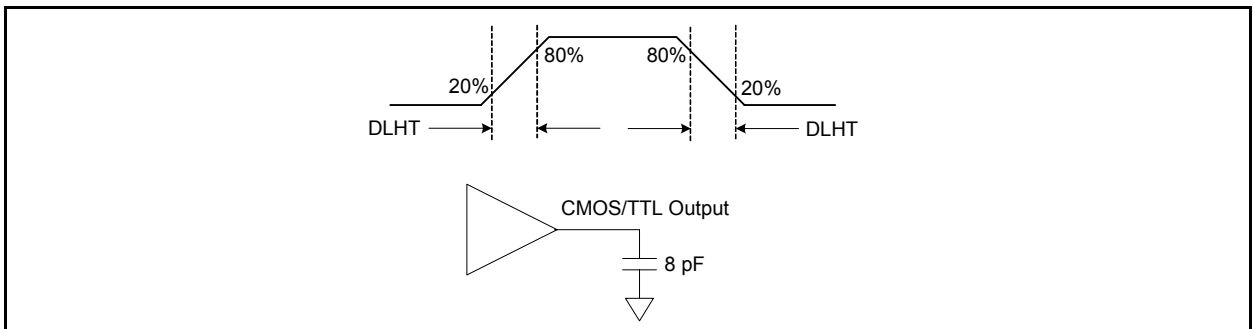 80% 80%
20% 20%
DLHT DLHT
CMOS/TTL Output
8 pF